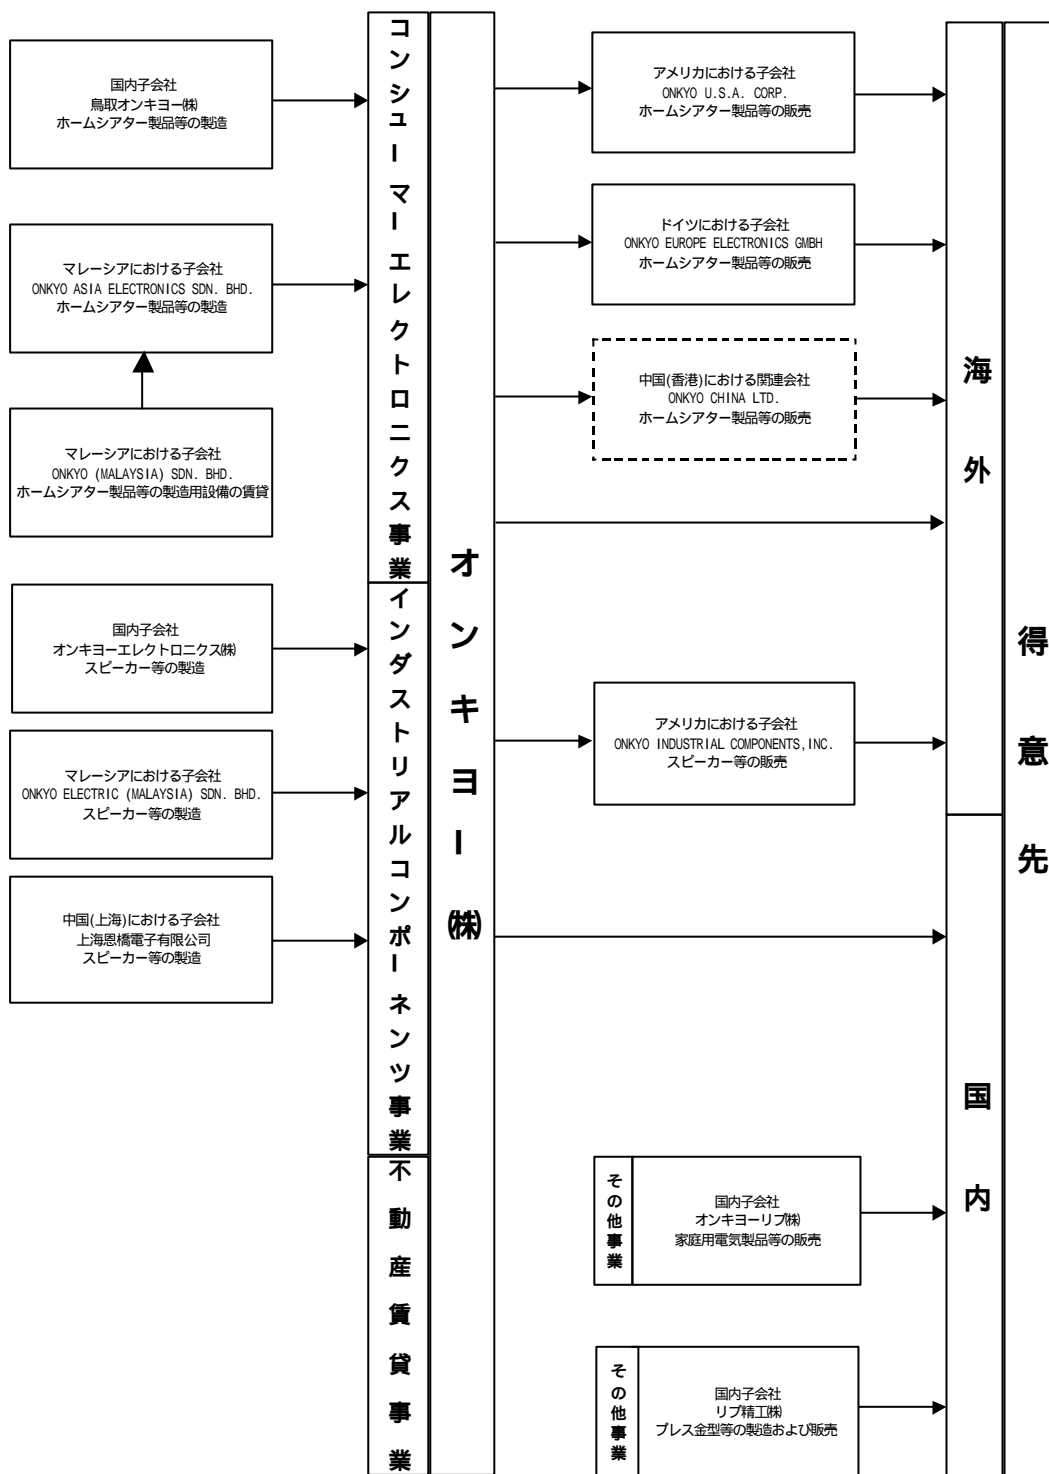 国内子会社
鳥取オンキヨー㈱
ホームシアター製品等の製造
マレーシアにおける子会社
ONKYO ASIA ELECTRONICS SDN. BHD.
ホームシアター製品等の製造
マレーシアにおける子会社
ONKYO (MALAYSIA) SDN. BHD.
ホームシアター製品等の製造用設備の賃貸
国内子会社
オンキヨーエレクトロニクス㈱
スピーカー等の製造
マレーシアにおける子会社
ONKYO ELECTRIC (MALAYSIA) SDN. BHD.
スピーカー等の製造
中国(上海)における子会社
上海恩橋電子有限公司
スピーカー等の製造
コンシューマーエレクトロニクス事業
インダストリアルコンポーネンツ事業
不動産賃貸事業
オンキヨー㈱
アメリカにおける子会社
ONKYO U.S.A. CORP.
ホームシアター製品等の販売
ドイツにおける子会社
ONKYO EUROPE ELECTRONICS GMBH
ホームシアター製品等の販売
中国(香港)における関連会社
ONKYO CHINA LTD.
ホームシアター製品等の販売
アメリカにおける子会社
ONKYO INDUSTRIAL COMPONENTS,INC.
スピーカー等の販売
その他事業
国内子会社
オンキヨーリブ㈱
家庭用電気製品等の販売
その他事業
国内子会社
リブ精工㈱
プレス金型等の製造および販売
海外
国内
得意先